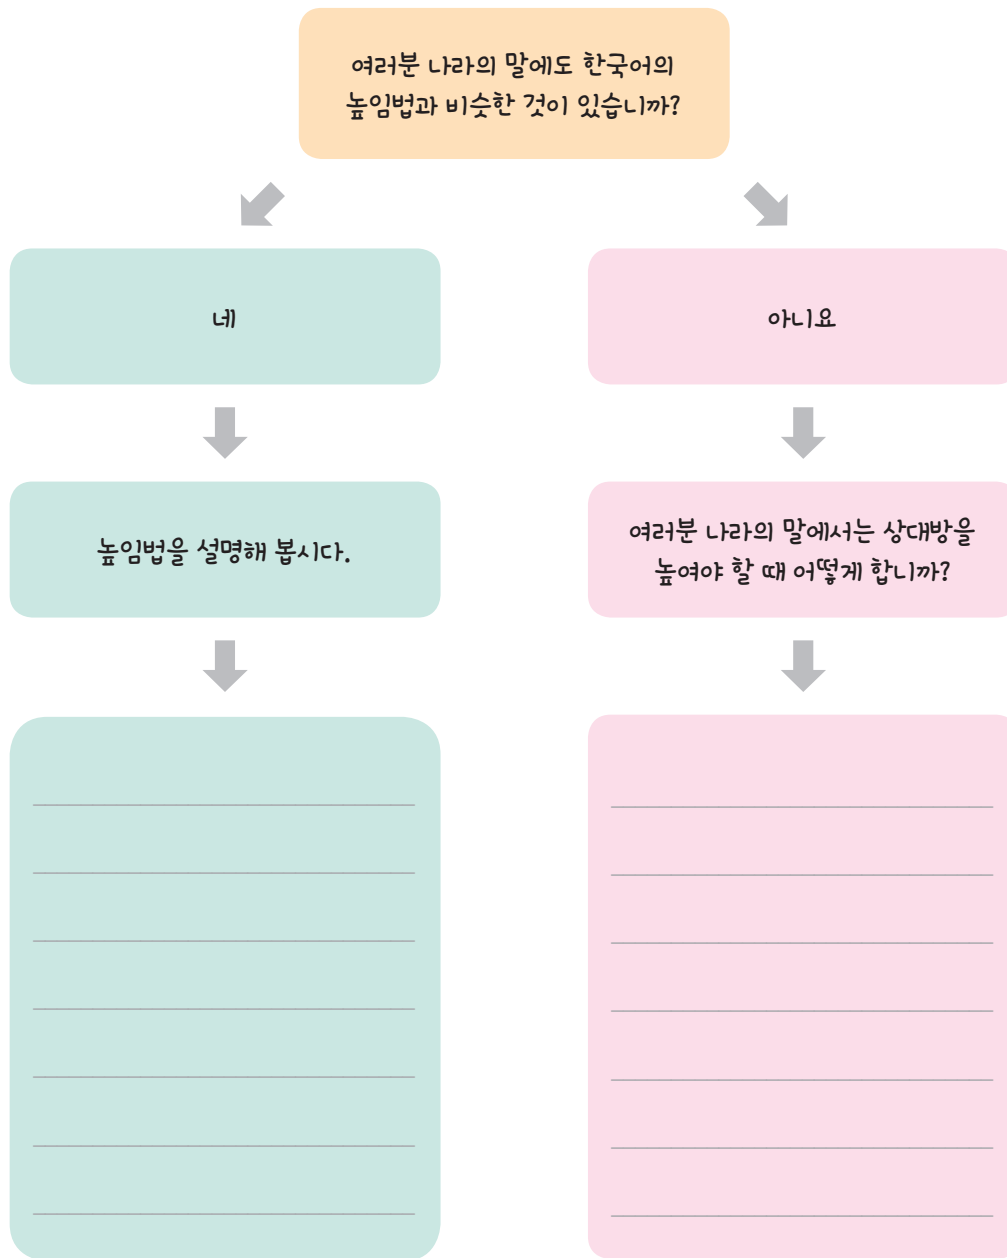 여러분 나라의 말에도 한국어의
높임법과 비슷한 것이 있습니까?
네
아니요
높임법을 설명해 봅시다.
여러분 나라의 말에서는 상대방을
높여야 할 때 어떻게 합니까?